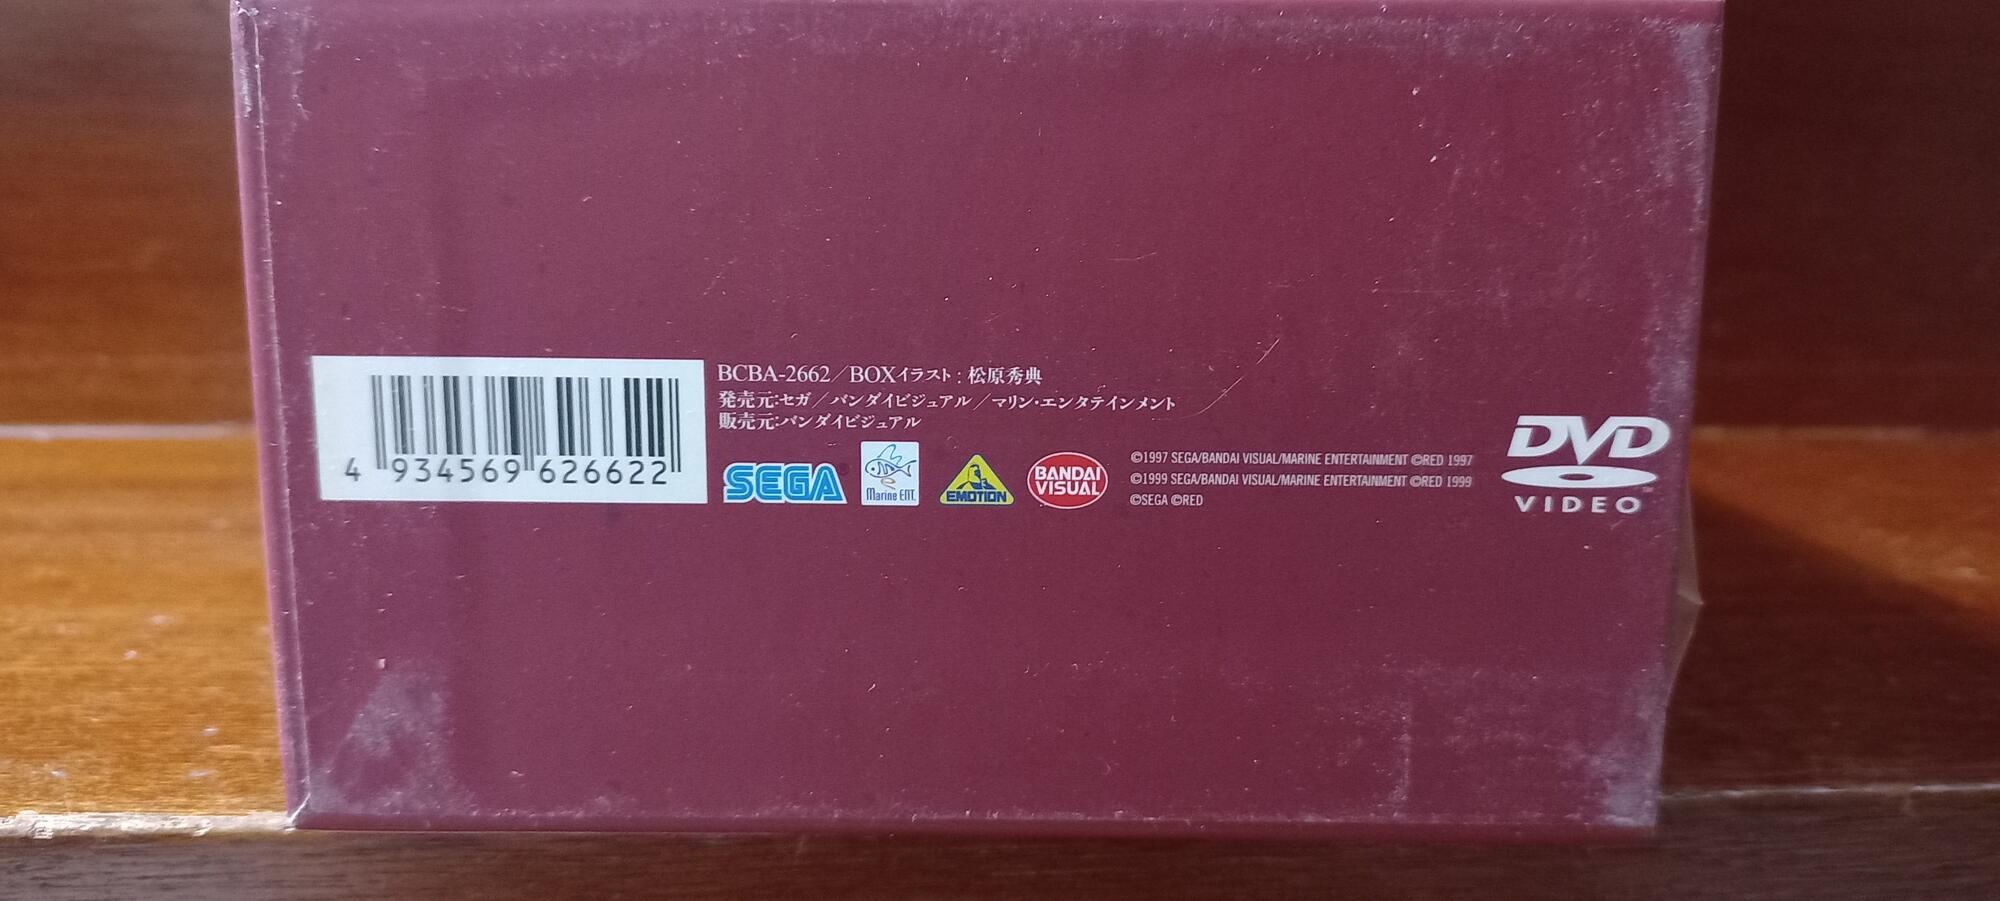 BCBA-2662／BOXイラスト：松原秀典
発売元：セガ／バンダイビジュアル／マリン・エンタテインメント
販売元：バンダイビジュアル
4 934569 626622
SEGA®
Marine ENT.
EMOTION
BANDAI
VISUAL
©1997 SEGA/BANDAI VISUAL/MARINE ENTERTAINMENT ©RED 1997
©1999 SEGA/BANDAI VISUAL/MARINE ENTERTAINMENT ©RED 1999
©SEGA ©RED
DVD
VIDEO™